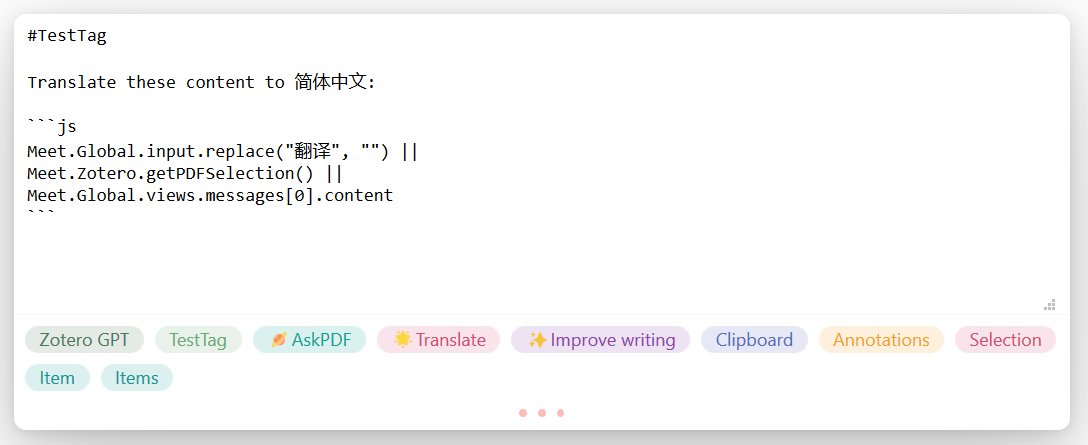 #TestTag
Translate these content to 简体中文:
```js
Meet.Global.input.replace("翻译", "") ||
Meet.Zotero.getPDFSelection() ||
Meet.Global.views.messages[0].content
```
Zotero GPT TestTag 🪐 AskPDF 🌟 Translate ✨ Improve writing Clipboard Annotations Selection
Item Items